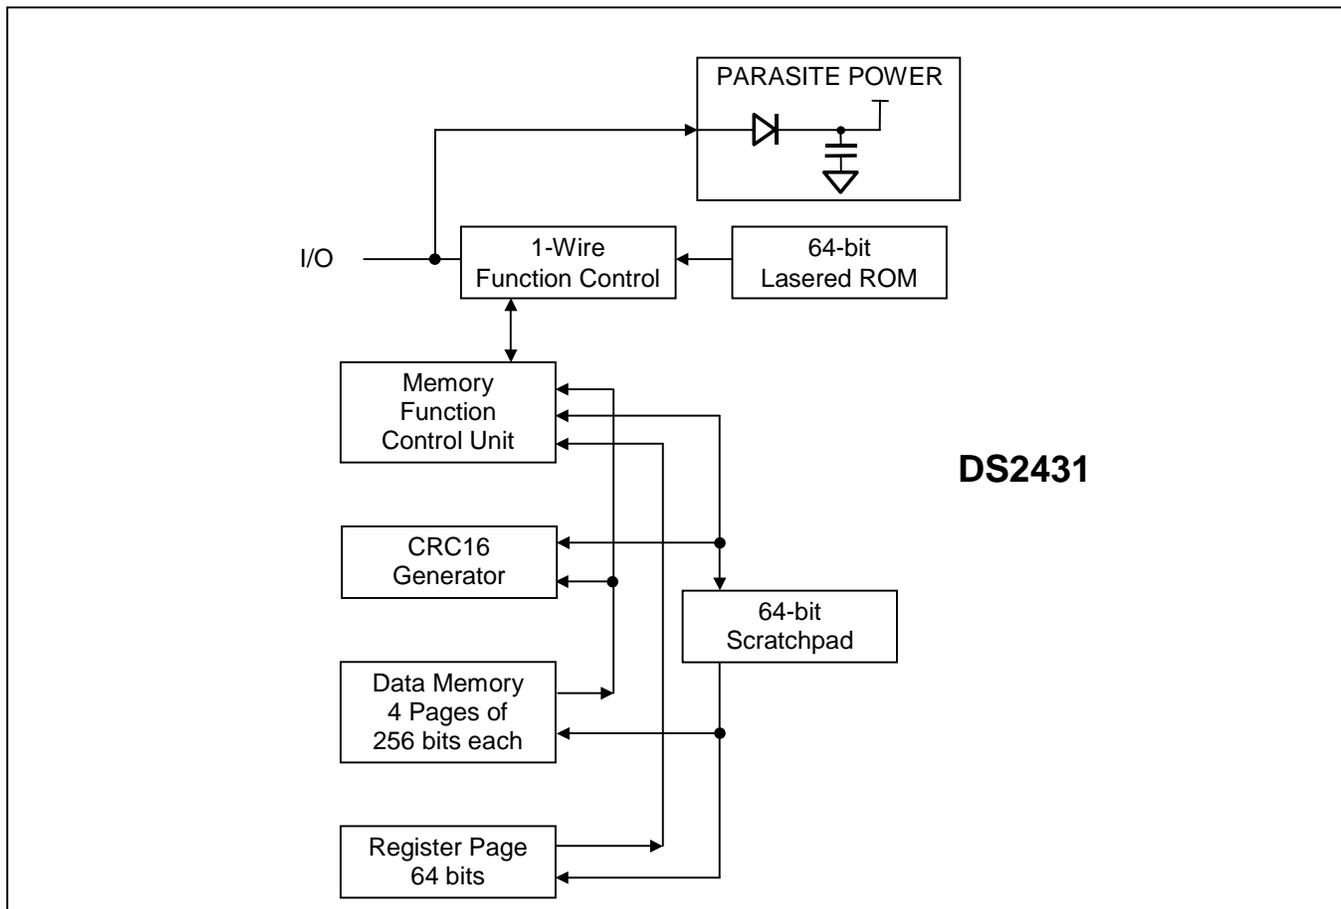 PARASITE POWER
I/O
1-Wire
Function Control
64-bit
Lasered ROM
Memory
Function
Control Unit
DS2431
CRC16
Generator
64-bit
Scratchpad
Data Memory
4 Pages of
256 bits each
Register Page
64 bits